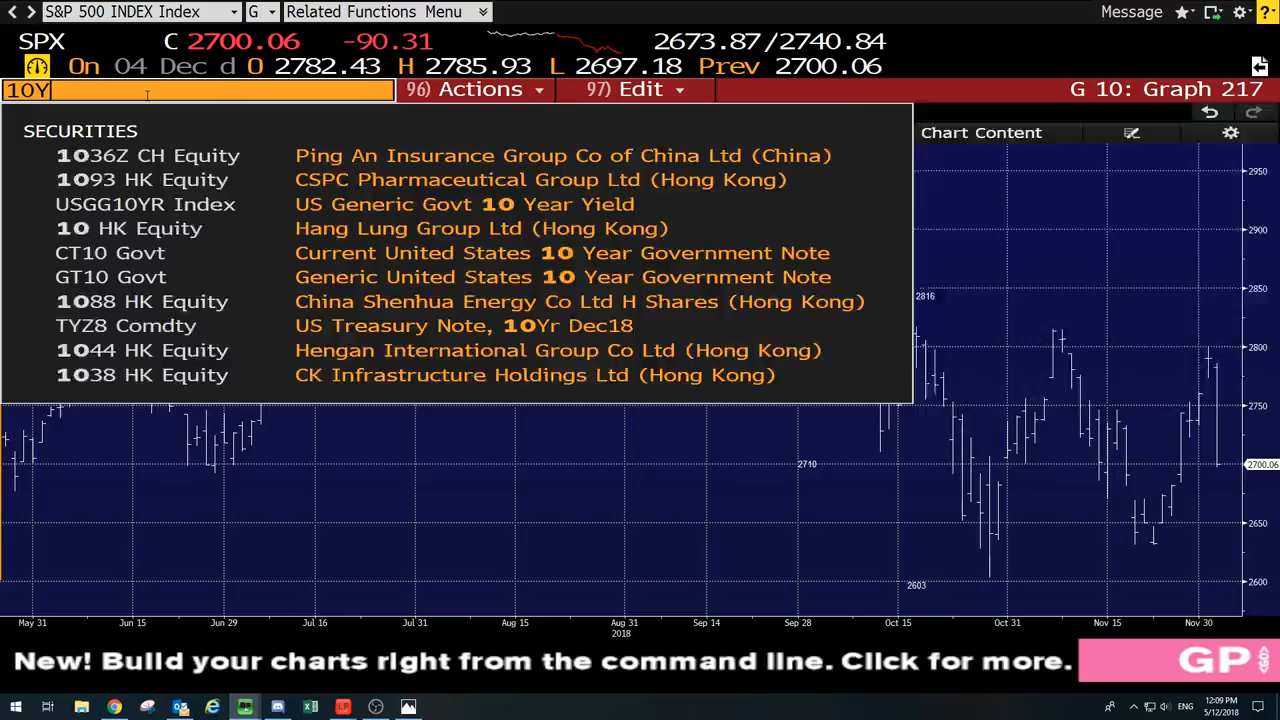 S&P 500 INDEX Index G Related Functions Menu Message ?
SPX C 2700.06 -90.31 2673.87/2740.84
On 04 Dec d O 2782.43 H 2785.93 L 2697.18 Prev 2700.06
10Y 96) Actions 97) Edit G 10: Graph 217
SECURITIES
Chart Content
1036Z CH Equity Ping An Insurance Group Co of China Ltd (China)
1093 HK Equity CSPC Pharmaceutical Group Ltd (Hong Kong)
USGG10YR Index US Generic Govt 10 Year Yield
10 HK Equity Hang Lung Group Ltd (Hong Kong)
CT10 Govt Current United States 10 Year Government Note
GT10 Govt Generic United States 10 Year Government Note
1088 HK Equity China Shenhua Energy Co Ltd H Shares (Hong Kong)
TYZ8 Comdty US Treasury Note, 10Yr Dec18
1044 HK Equity Hengan International Group Co Ltd (Hong Kong)
1038 HK Equity CK Infrastructure Holdings Ltd (Hong Kong)
2950
2900
2850
2816
2800
2750
2710
2700.06
2650
2603
2600
May 31 Jun 15 Jun 29 Jul 16 Jul 31 Aug 15 Aug 31 Sep 14 Sep 28 Oct 15 Oct 31 Nov 15 Nov 30
2018
New! Build your charts right from the command line. Click for more. GP
LP
ENG
12:09 PM
5/12/2018